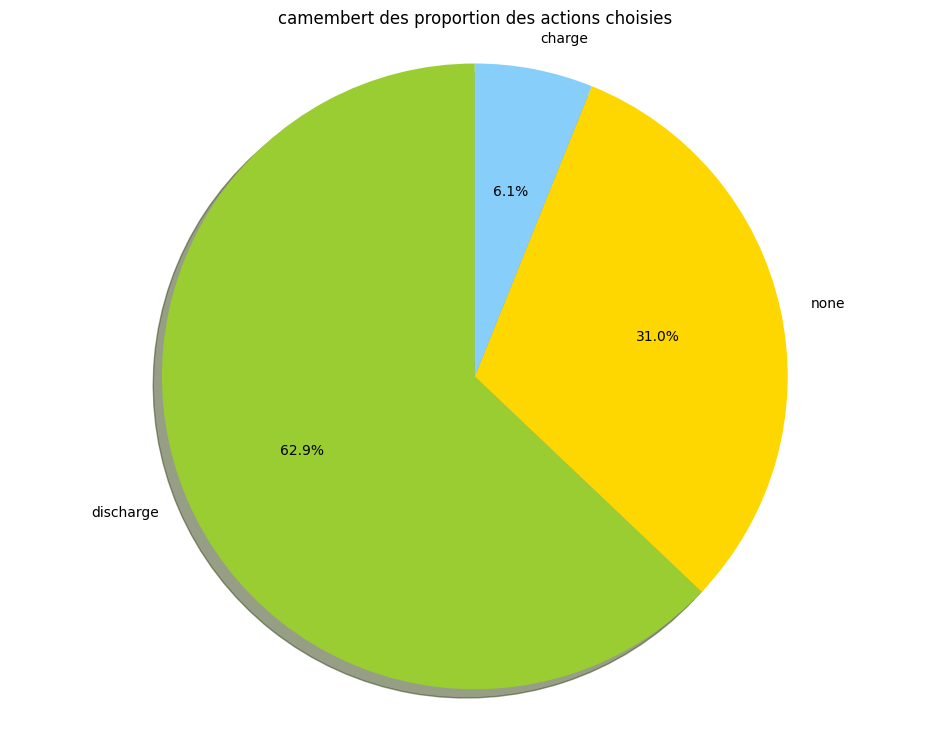 camembert des proportion des actions choisies
charge
6.1%
none
31.0%
62.9%
discharge